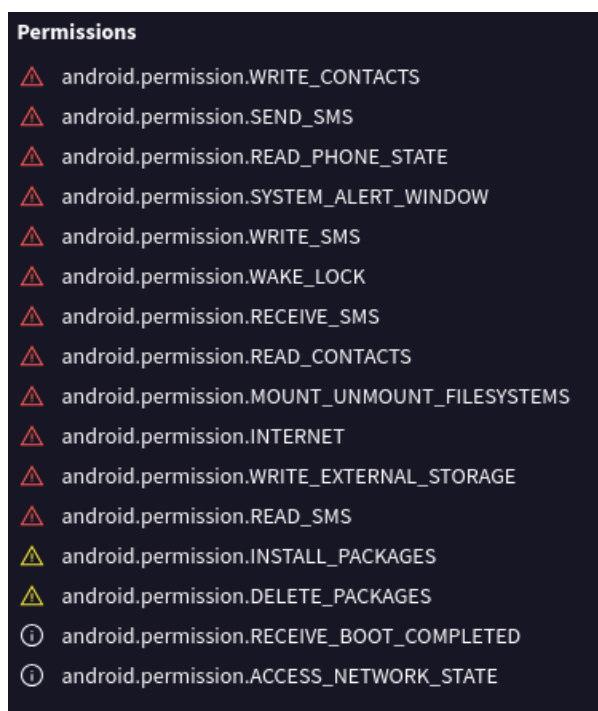 Permissions
android.permission.WRITE_CONTACTS
android.permission.SEND_SMS
android.permission.READ_PHONE_STATE
android.permission.SYSTEM_ALERT_WINDOW
android.permission.WRITE_SMS
android.permission.WAKE_LOCK
android.permission.RECEIVE_SMS
android.permission.READ_CONTACTS
android.permission.MOUNT_UNMOUNT_FILESYSTEMS
android.permission.INTERNET
android.permission.WRITE_EXTERNAL_STORAGE
android.permission.READ_SMS
android.permission.INSTALL_PACKAGES
android.permission.DELETE_PACKAGES
android.permission.RECEIVE_BOOT_COMPLETED
android.permission.ACCESS_NETWORK_STATE